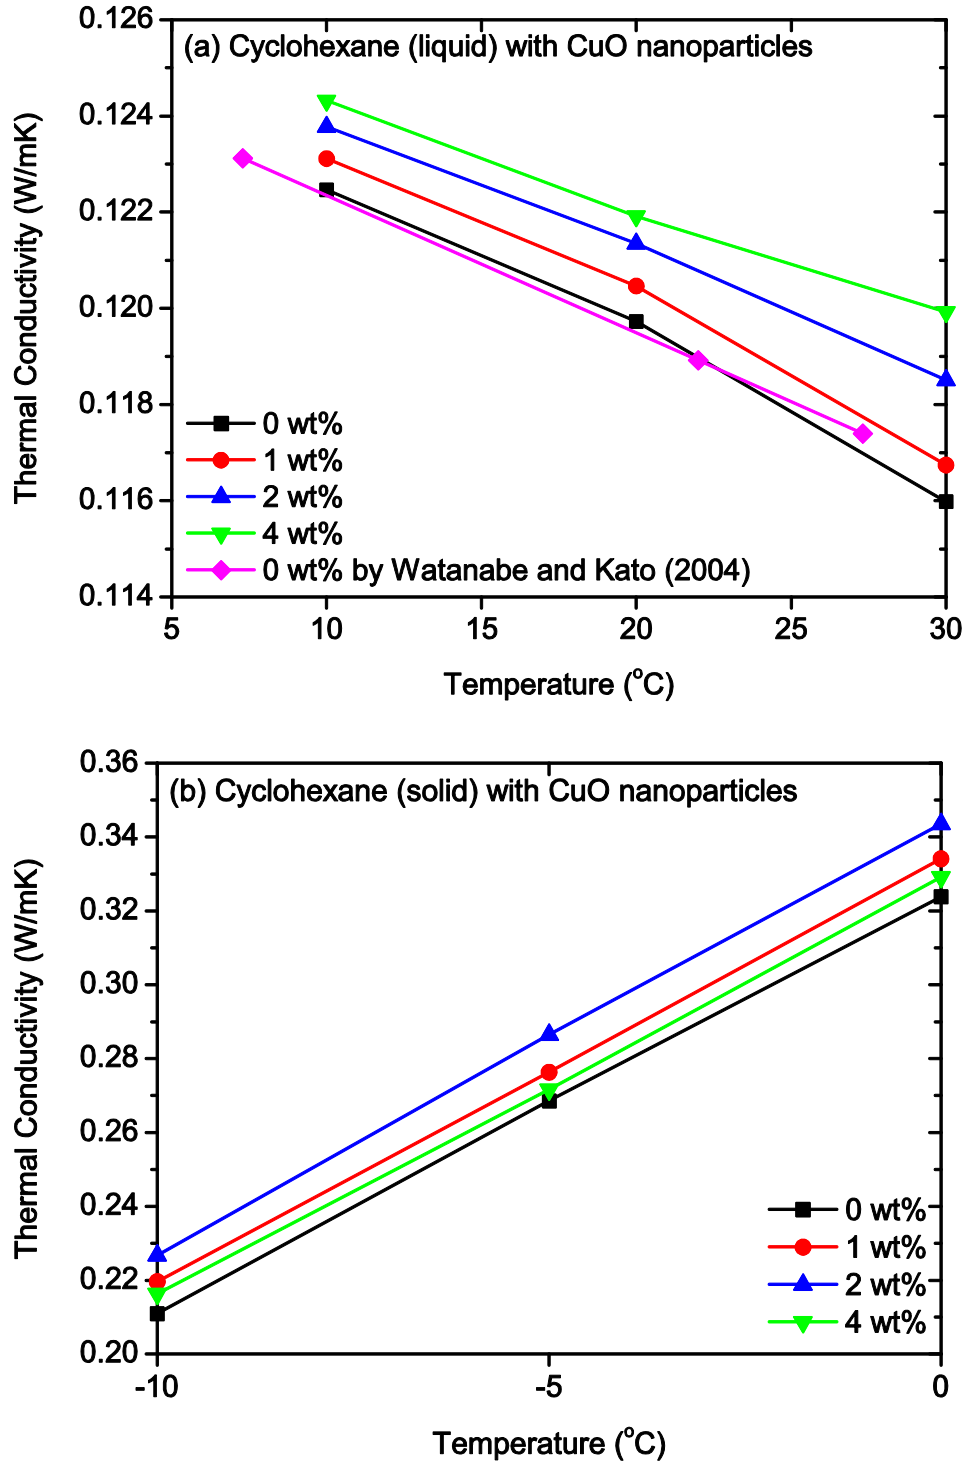 (a) Cyclohexane (liquid) with CuO nanoparticles
Thermal Conductivity (W/mK)
0.126
0.124
0.122
0.120
0.118
0.116
0.114
0 wt%
1 wt%
2 wt%
4 wt%
0 wt% by Watanabe and Kato (2004)
5 10 15 20 25 30
Temperature (°C)
(b) Cyclohexane (solid) with CuO nanoparticles
Thermal Conductivity (W/mK)
0.36
0.34
0.32
0.30
0.28
0.26
0.24
0.22
0.20
0 wt%
1 wt%
2 wt%
4 wt%
-10 -5 0
Temperature (°C)